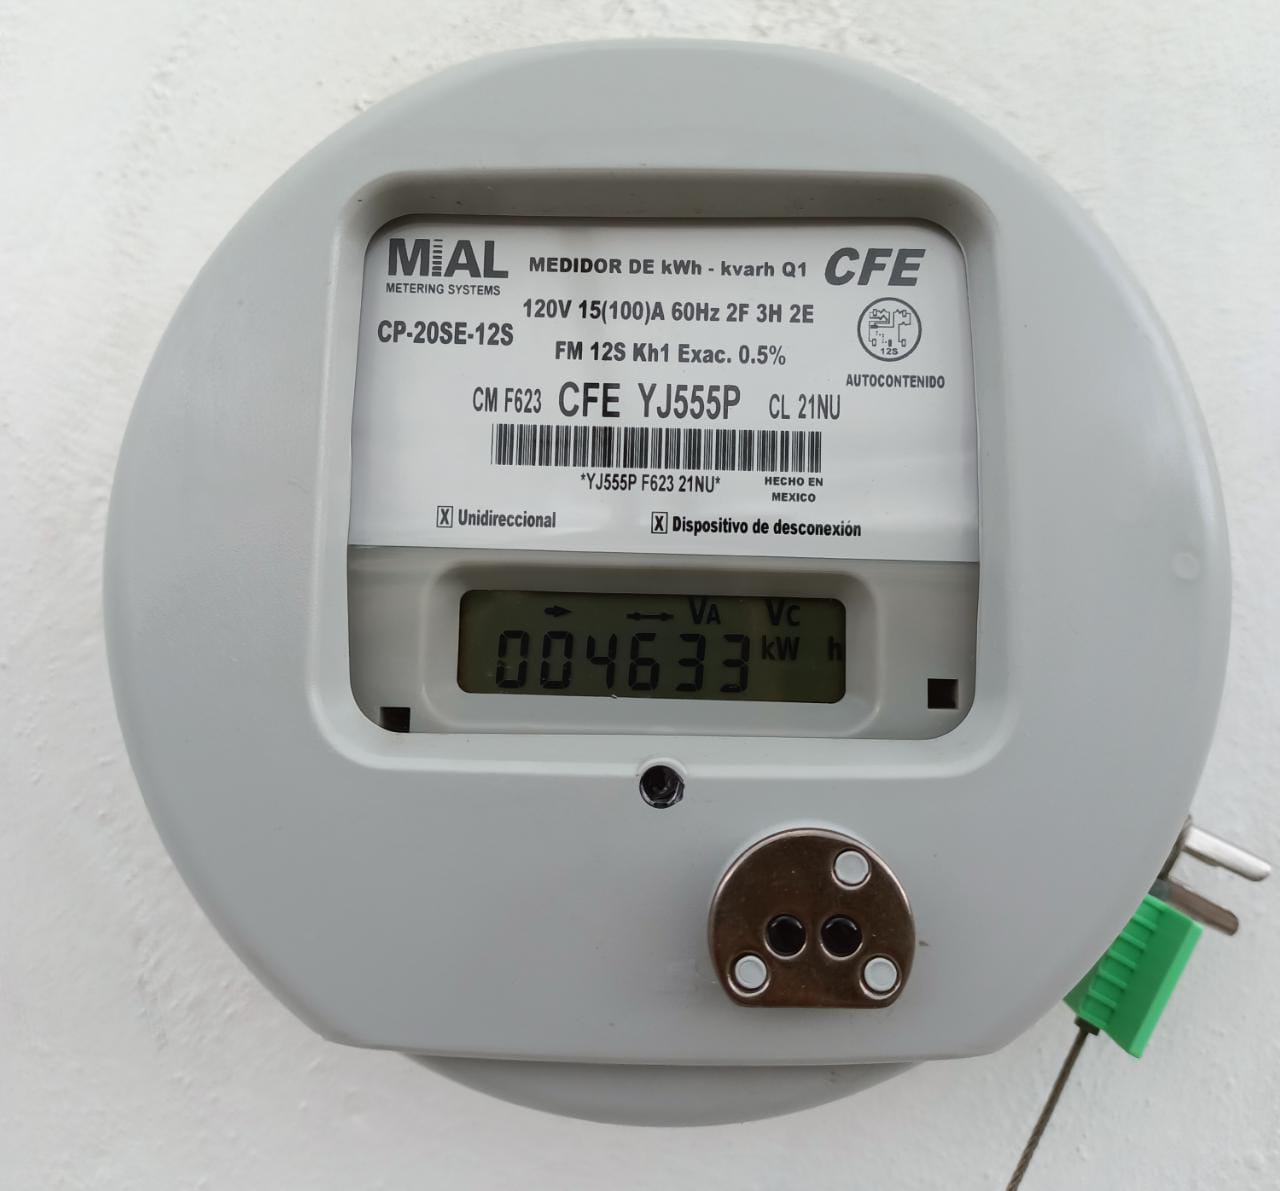 MIAL
METERING SYSTEMS
MEDIDOR DE kWh - kvarh Q1
CFE
120V 15(100)A 60Hz 2F 3H 2E
CP-20SE-12S
FM 12S Kh1 Exac. 0.5%
12S
AUTOCONTENIDO
CM F623 CFE YJ555P CL 21NU
*YJ555P F623 21NU*
HECHO EN
MEXICO
X Unidireccional
X Dispositivo de desconexión
VA VC
004633 kW h